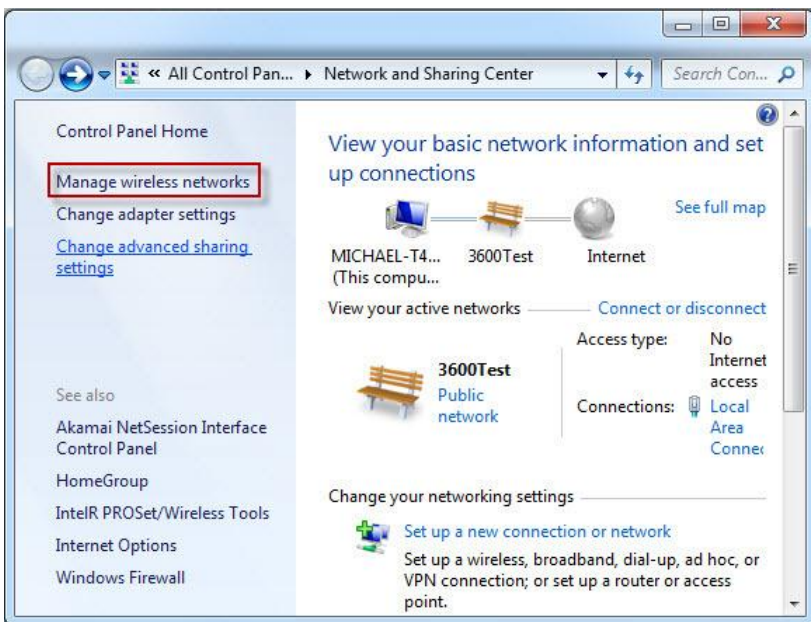 « All Control Pan... ▸ Network and Sharing Center
Search Con...
Control Panel Home
Manage wireless networks
Change adapter settings
Change advanced sharing
settings
See also
Akamai NetSession Interface
Control Panel
HomeGroup
IntelR PROSet/Wireless Tools
Internet Options
Windows Firewall
View your basic network information and set
up connections
See full map
MICHAEL-T4...
(This compu...
3600Test
Internet
View your active networks
Connect or disconnect
3600Test
Public
network
Access type:
No
Internet
access
Connections:
Local
Area
Connec
Change your networking settings
Set up a new connection or network
Set up a wireless, broadband, dial-up, ad hoc, or
VPN connection; or set up a router or access
point.